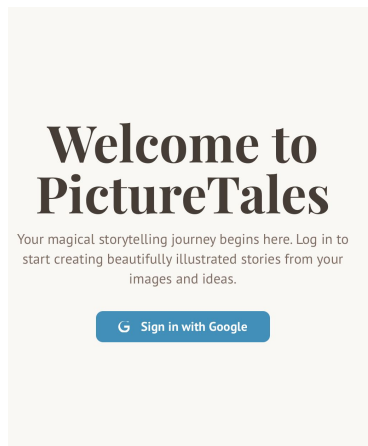 Welcome to
PictureTales
Your magical storytelling journey begins here. Log in to
start creating beautifully illustrated stories from your
images and ideas.
Sign in with Google